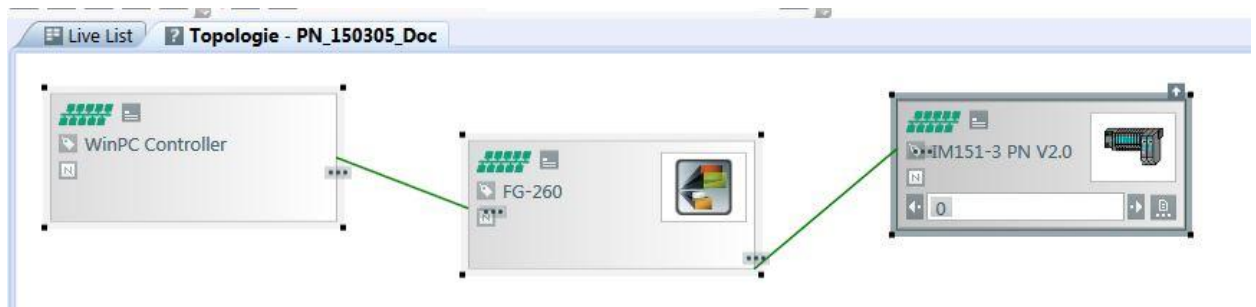 Live List
? Topologie - PN_150305_Doc
WinPC Controller
N
FG-260
N
IM151-3 PN V2.0
N
0